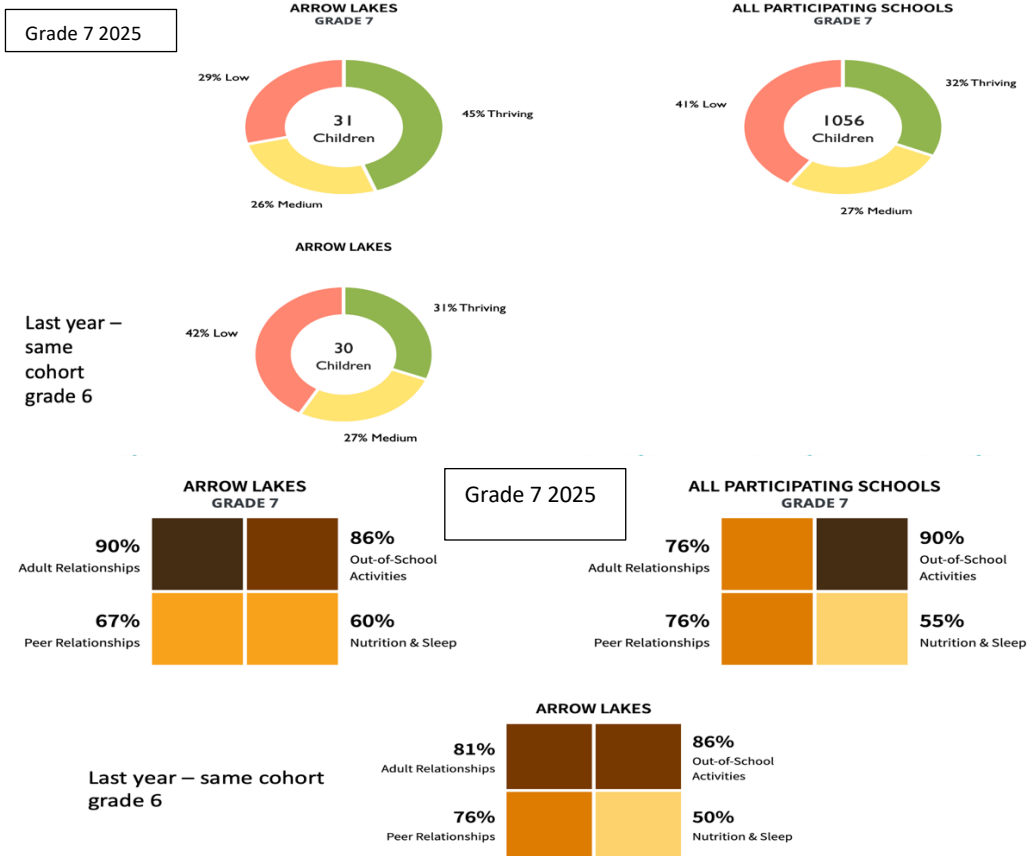 Grade 7 2025
ARROW LAKES
GRADE 7
29% Low
45% Thriving
31
Children
26% Medium
ALL PARTICIPATING SCHOOLS
GRADE 7
32% Thriving
41% Low
1056
Children
27% Medium
ARROW LAKES
Last year –
same
cohort
grade 6
31% Thriving
42% Low
30
Children
27% Medium
Grade 7 2025
ARROW LAKES
GRADE 7
90%
Adult Relationships
86%
Out-of-School
Activities
67%
Peer Relationships
60%
Nutrition & Sleep
ALL PARTICIPATING SCHOOLS
GRADE 7
76%
Adult Relationships
90%
Out-of-School
Activities
76%
Peer Relationships
55%
Nutrition & Sleep
Last year – same cohort
grade 6
ARROW LAKES
81%
Adult Relationships
86%
Out-of-School
Activities
76%
Peer Relationships
50%
Nutrition & Sleep